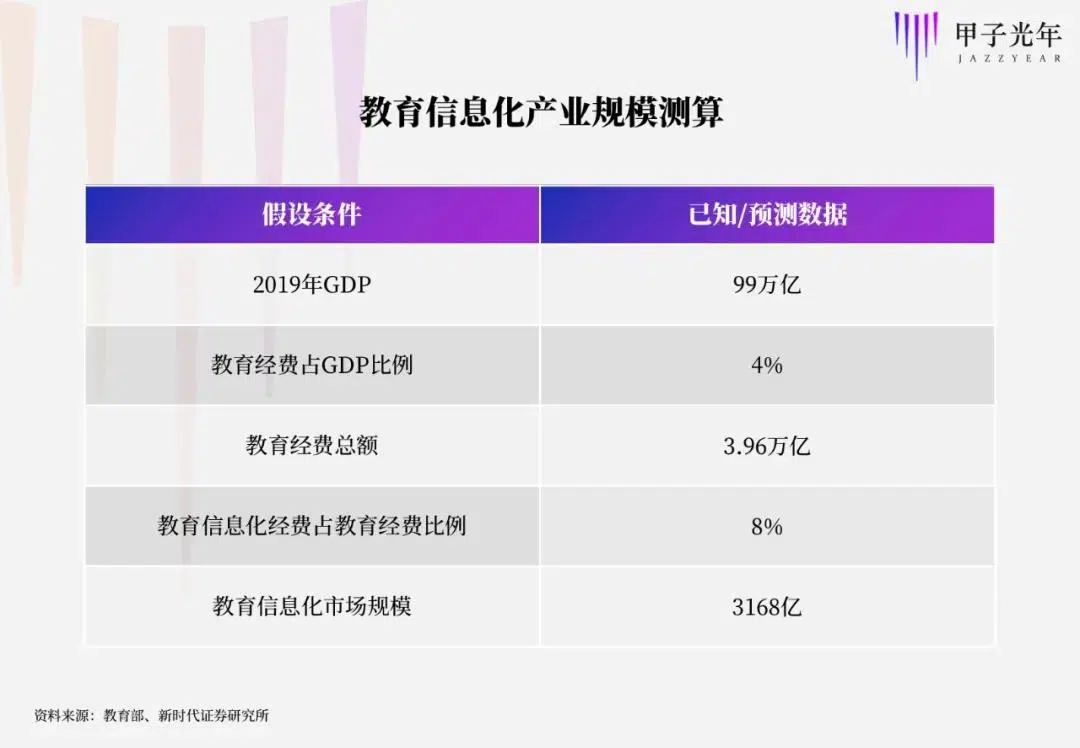 甲子光年
JAZZYEAR
教育信息化产业规模测算
假设条件 已知/预测数据
2019年GDP 99万亿
教育经费占GDP比例 4%
教育经费总额 3.96万亿
教育信息化经费占教育经费比例 8%
教育信息化市场规模 3168亿
资料来源：教育部、新时代证券研究所